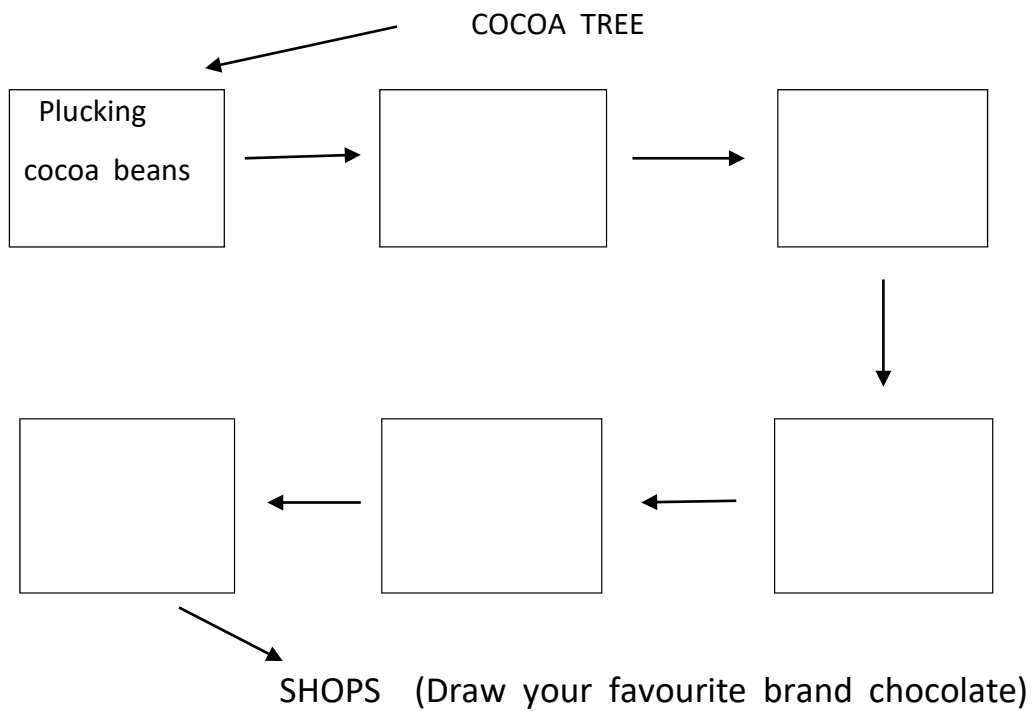 COCOA TREE
Plucking
cocoa beans
SHOPS (Draw your favourite brand chocolate)